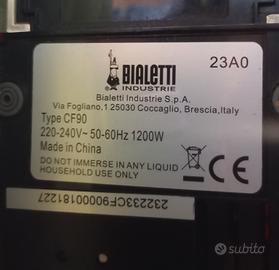 BIALETTI
INDUSTRIE
23A0
Bialetti Industrie S.p.A.
Via Fogliano,1 25030 Coccaglio, Brescia,Italy
Type CF90
220-240V~ 50-60Hz 1200W
Made in China
DO NOT IMMERSE IN ANY LIQUID
HOUSEHOLD USE ONLY
CE
232233CF90000181227
subito